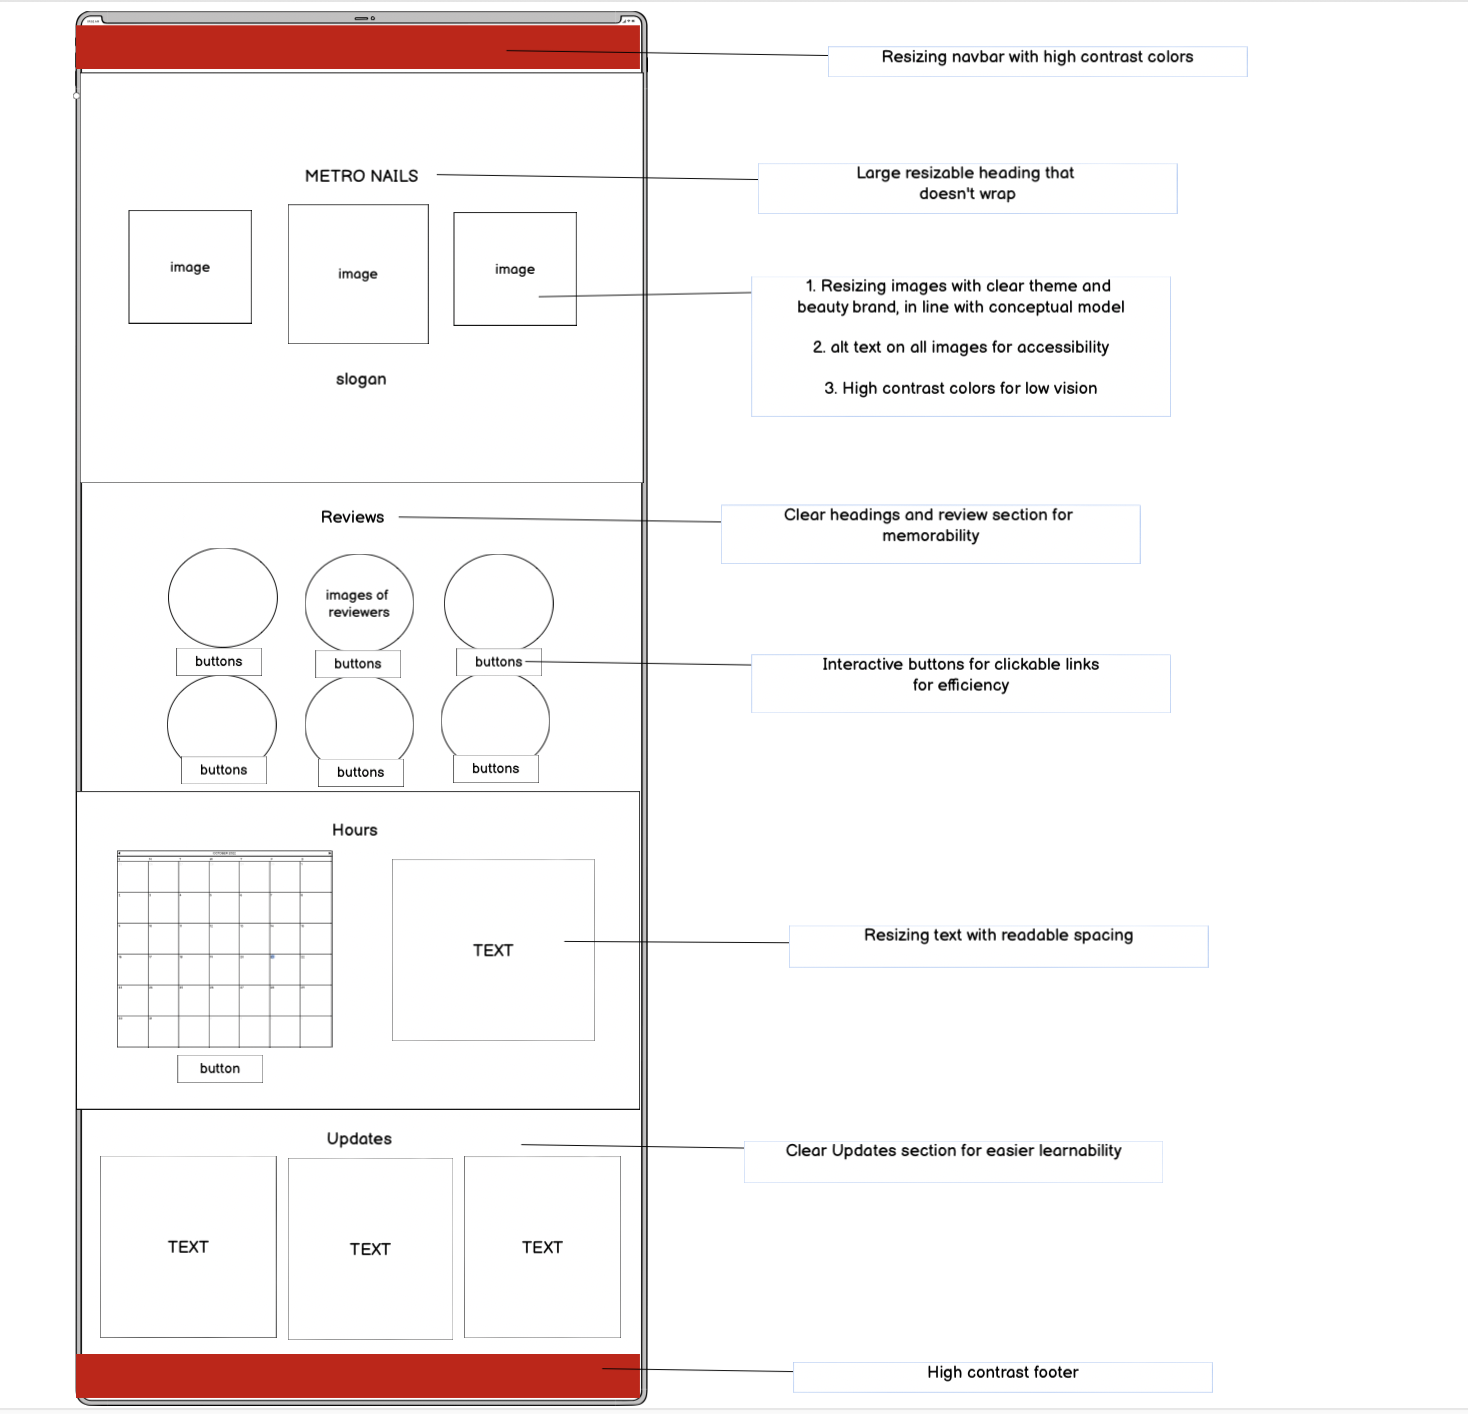 Resizing navbar with high contrast colors
METRO NAILS
Large resizable heading that
doesn't wrap
image
image
image
1. Resizing images with clear theme and
beauty brand, in line with conceptual model
2. alt text on all images for accessibility
3. High contrast colors for low vision
slogan
Reviews
Clear headings and review section for
memorability
images of
reviewers
buttons
buttons
buttons
Interactive buttons for clickable links
for efficiency
buttons
buttons
buttons
Hours
TEXT
Resizing text with readable spacing
button
Updates
Clear Updates section for easier learnability
TEXT
TEXT
TEXT
High contrast footer